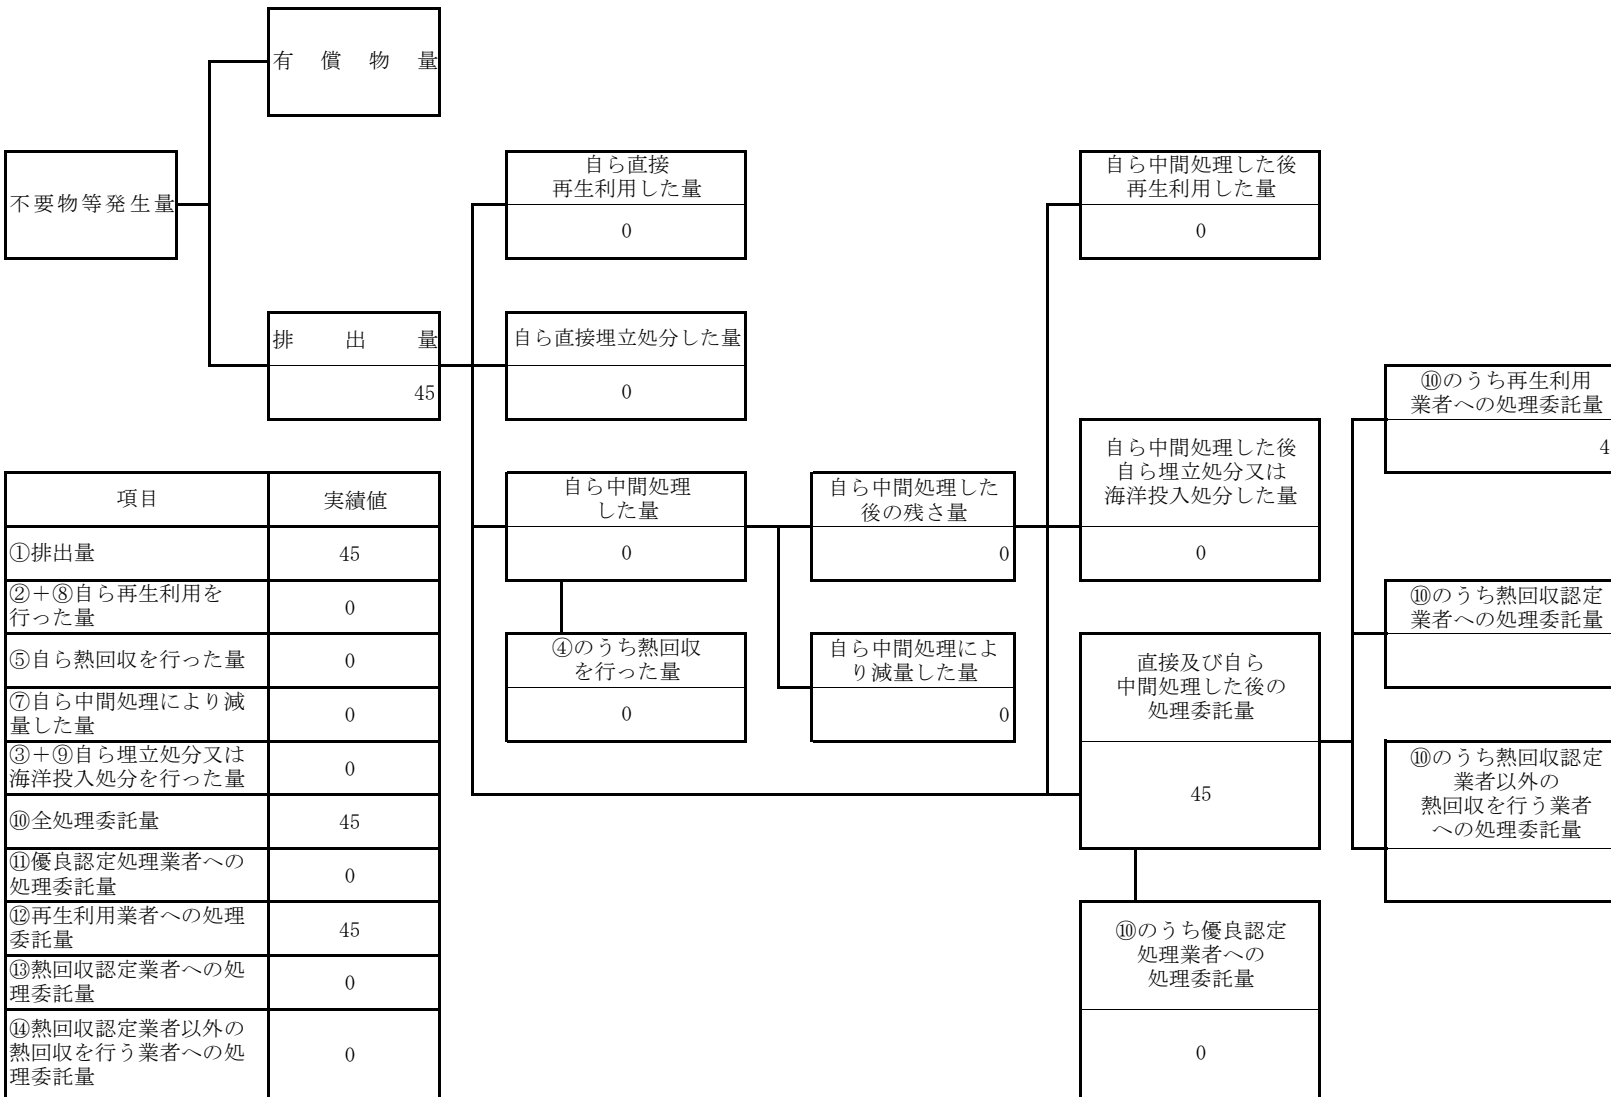 有償物量
不要物等発生量
排出量
45
自ら直接
再生利用した量
0
自ら直接埋立処分した量
0
自ら中間処理
した量
0
④のうち熱回収
を行った量
0
自ら中間処理した
後の残さ量
0
自ら中間処理によ
り減量した量
0
自ら中間処理した後
再生利用した量
0
自ら中間処理した後
自ら埋立処分又は
海洋投入処分した量
0
直接及び自ら
中間処理した後の
処理委託量
45
⑩のうち優良認定
処理業者への
処理委託量
0
⑩のうち再生利用
業者への処理委託量
4
⑩のうち熱回収認定
業者への処理委託量
⑩のうち熱回収認定
業者以外の
熱回収を行う業者
への処理委託量
項目 実績値
①排出量 45
②+⑧自ら再生利用を
行った量 0
⑤自ら熱回収を行った量 0
⑦自ら中間処理により減
量した量 0
③+⑨自ら埋立処分又は
海洋投入処分を行った量 0
⑩全処理委託量 45
⑪優良認定処理業者への
処理委託量 0
⑫再生利用業者への処理
委託量 45
⑬熱回収認定業者への処
理委託量 0
⑭熱回収認定業者以外の
熱回収を行う業者への処
理委託量 0